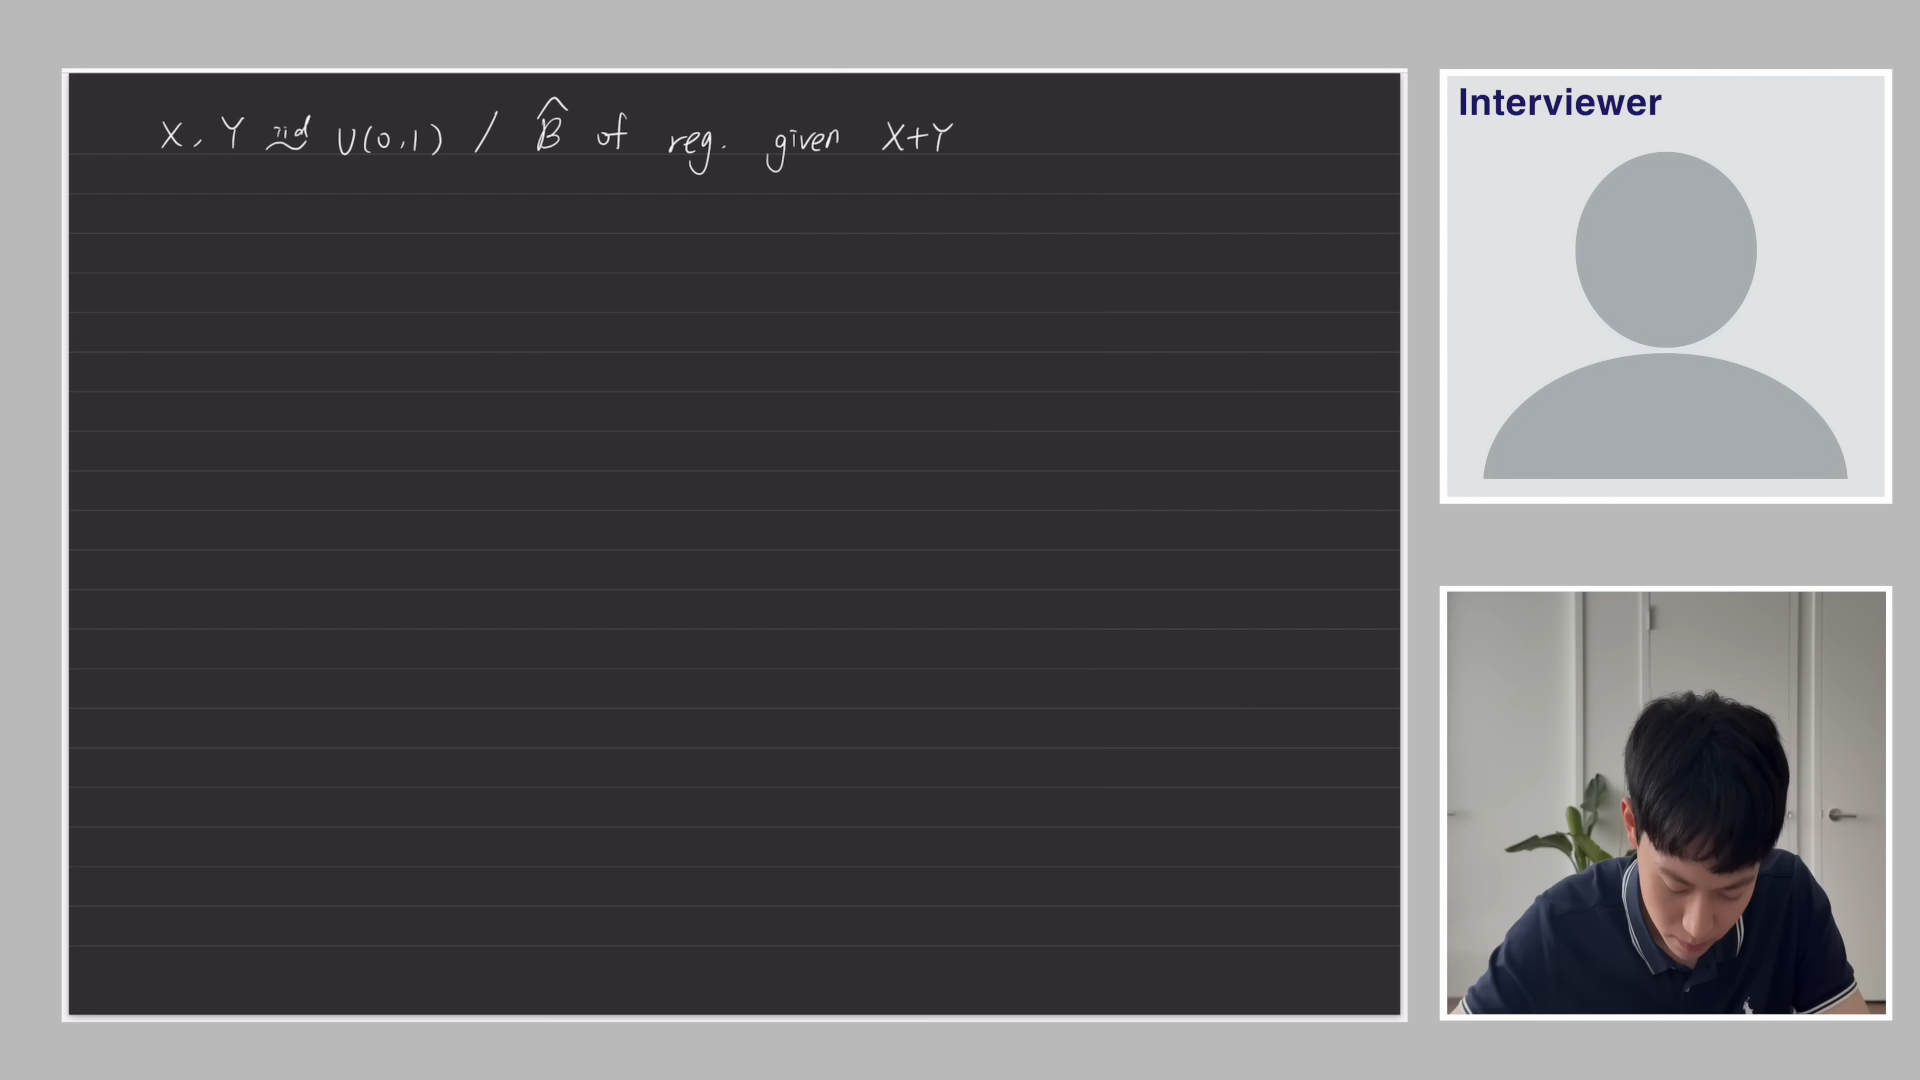 X, Y iid ~ U(0,1) / β̂ of reg. given X+Y
Interviewer